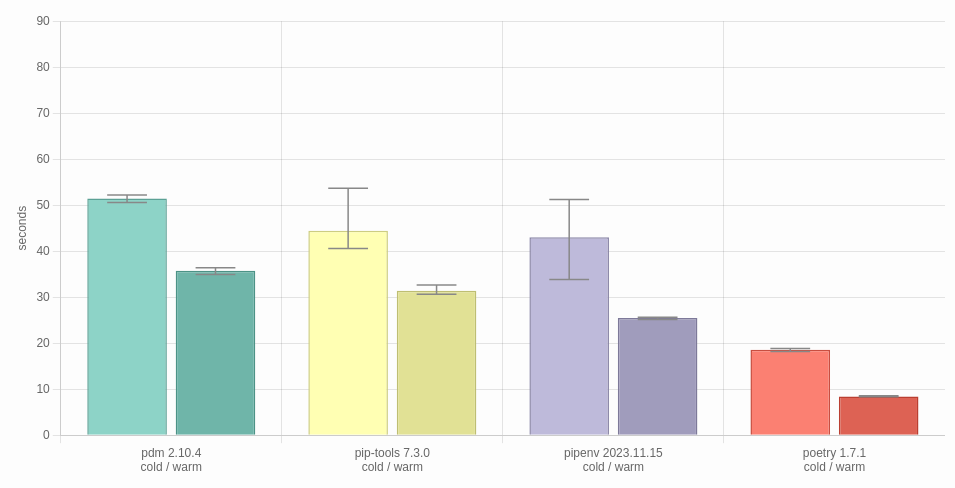 90
80
70
60
50
40
30
20
10
0
seconds
pdm 2.10.4
cold / warm
pip-tools 7.3.0
cold / warm
pipenv 2023.11.15
cold / warm
poetry 1.7.1
cold / warm